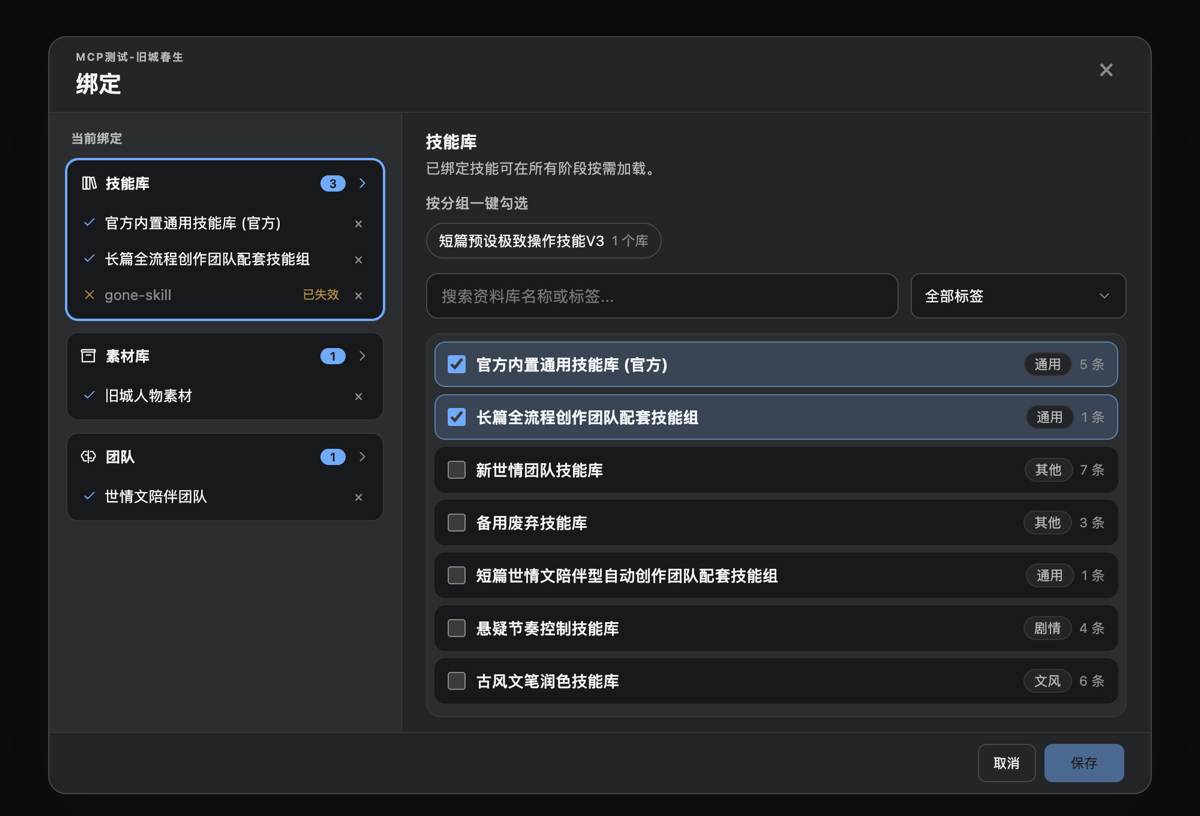 MCP测试-旧城春生
绑定
当前绑定
技能库 3
官方内置通用技能库 (官方)
长篇全流程创作团队配套技能组
gone-skill 已失效
素材库 1
旧城人物素材
团队 1
世情文陪伴团队
技能库
已绑定技能可在所有阶段按需加载。
按分组一键勾选
短篇预设极致操作技能V3 1 个库
搜索资料库名称或标签... 全部标签
官方内置通用技能库 (官方) 通用 5 条
长篇全流程创作团队配套技能组 通用 1 条
新世情团队技能库 其他 7 条
备用废弃技能库 其他 3 条
短篇世情文陪伴型自动创作团队配套技能组 通用 1 条
悬疑节奏控制技能库 剧情 4 条
古风文笔润色技能库 文风 6 条
取消 保存